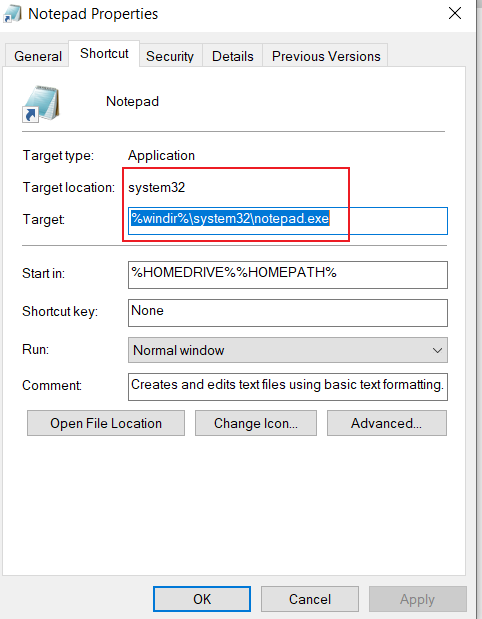 Notepad Properties
General Shortcut Security Details Previous Versions
Notepad
Target type: Application
Target location: system32
Target: %windir%\system32\notepad.exe
Start in: %HOMEDRIVE%%HOMEPATH%
Shortcut key: None
Run: Normal window
Comment: Creates and edits text files using basic text formatting.
Open File Location Change Icon... Advanced...
OK Cancel Apply